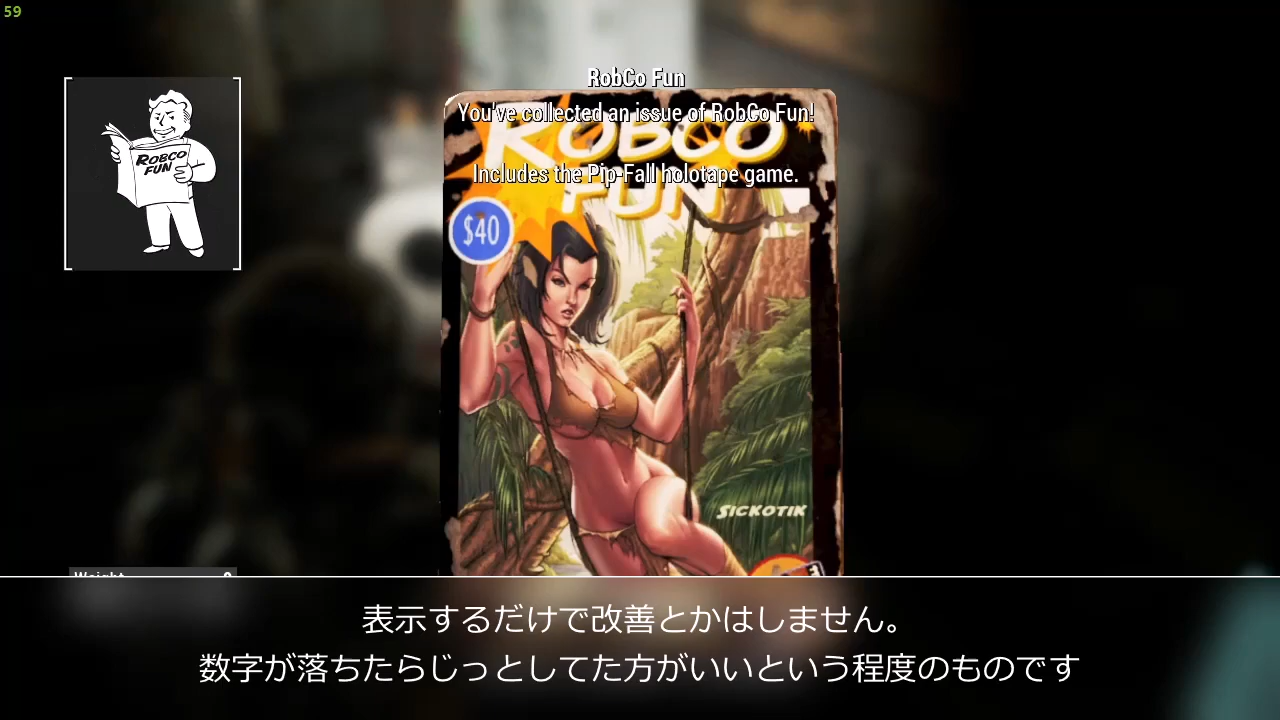 59
RobCo Fun
You've collected an issue of RobCo Fun!
ROBCO
Includes the Pip-Fall holotape game.
FUN
ROBCO
FUN
$40
SICKOTIK
Weight
表示するだけで改善とかはしません。
数字が落ちたらじっとしてた方がいいという程度のものです